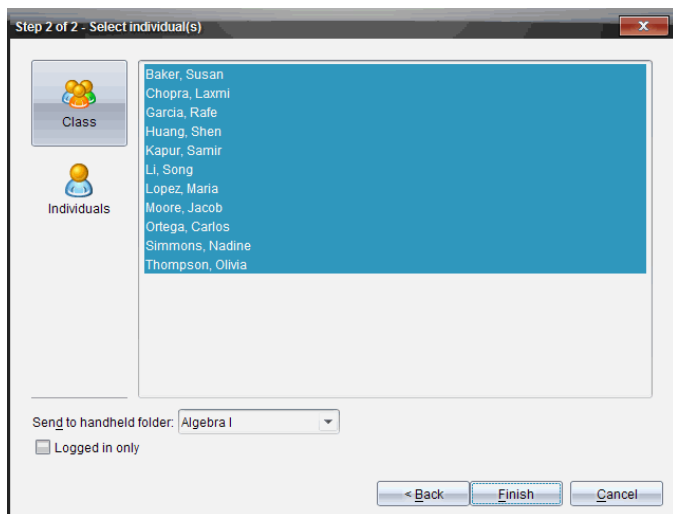 Step 2 of 2 - Select individual(s)
x
Class
Individuals
Baker, Susan
Chopra, Laxmi
Garcia, Rafe
Huang, Shen
Kapur, Samir
Li, Song
Lopez, Maria
Moore, Jacob
Ortega, Carlos
Simmons, Nadine
Thompson, Olivia
Send to handheld folder: Algebra I
Logged in only
< Back Finish Cancel